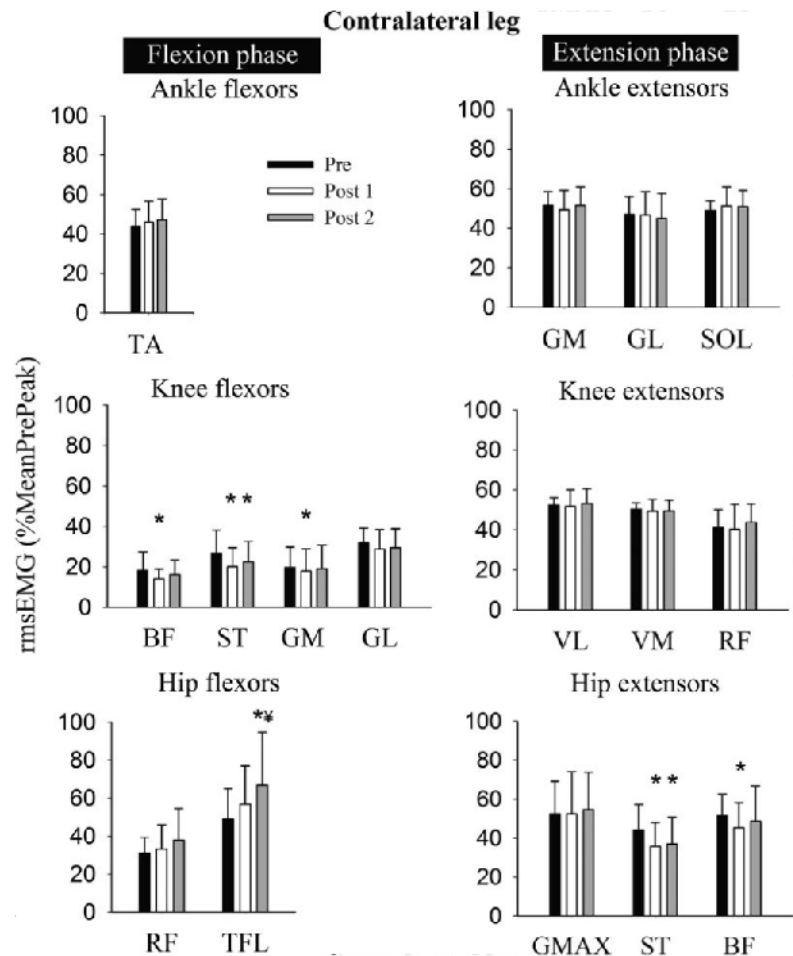 Contralateral leg
Flexion phase
Extension phase
Ankle flexors
Ankle extensors
100
80
60
40
20
0
TA
Pre
Post 1
Post 2
100
80
60
40
20
0
GM GL SOL
rmsEMG (%MeanPrePeak)
Knee flexors
Knee extensors
100
80
60
40
20
0
* ** *
BF ST GM GL
100
80
60
40
20
0
VL VM RF
Hip flexors
Hip extensors
100
80
60
40
20
0
*¥
RF TFL
100
80
60
40
20
0
** *
GMAX ST BF